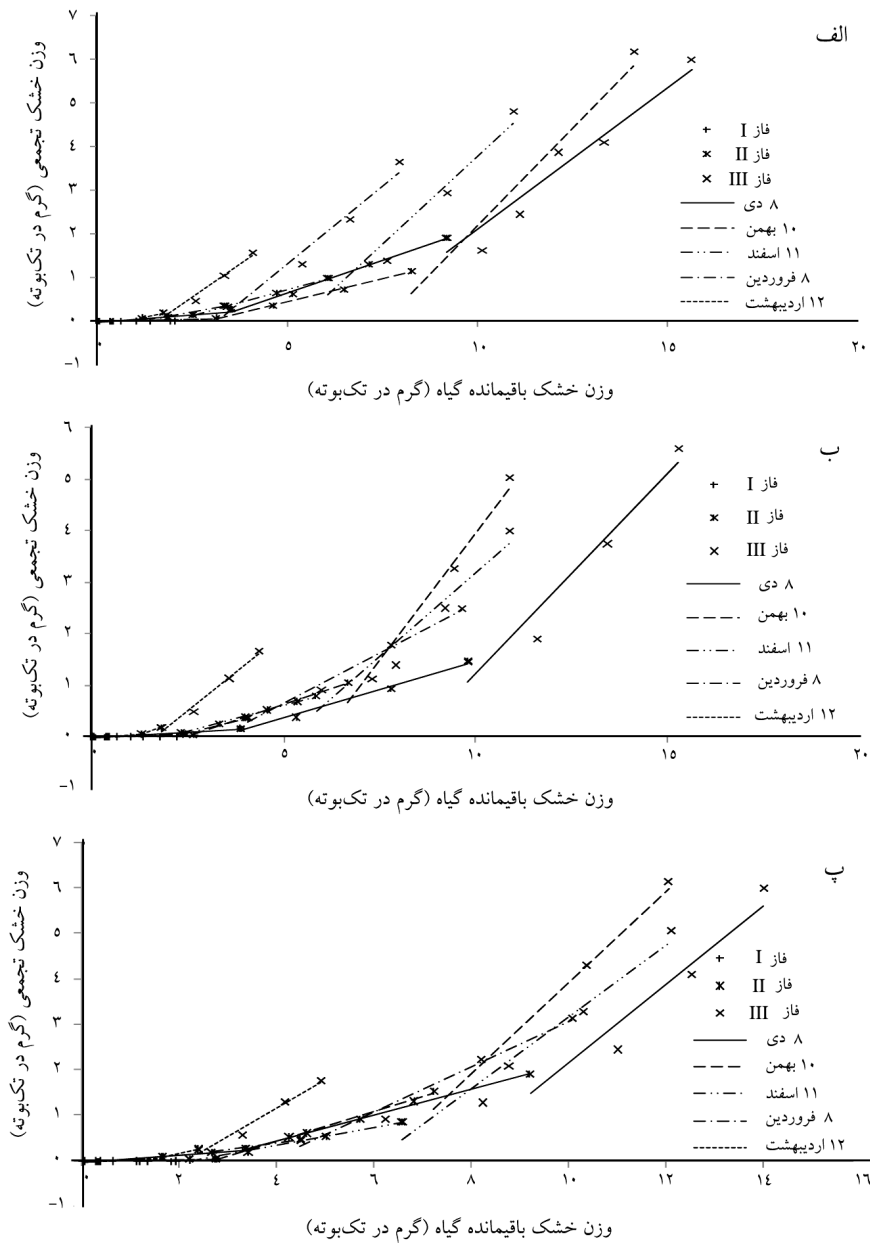 الف
۷
۶
۵
۴
۳
۲
۱
۰
-۱
۵
۱۰
۱۵
۲۰
وزن خشک تجمعی (گرم در تک‌بوته)
فاز I
فاز II
فاز III
۸ دی
۱۰ بهمن
۱۱ اسفند
۸ فروردین
۱۲ اردیبهشت
وزن خشک باقیمانده گیاه (گرم در تک‌بوته)
ب
۶
۵
۴
۳
۲
۱
۰
-۱
۵
۱۰
۱۵
۲۰
وزن خشک تجمعی (گرم در تک‌بوته)
فاز I
فاز II
فاز III
۸ دی
۱۰ بهمن
۱۱ اسفند
۸ فروردین
۱۲ اردیبهشت
وزن خشک باقیمانده گیاه (گرم در تک‌بوته)
پ
۷
۶
۵
۴
۳
۲
۱
۰
-۱
۲
۴
۶
۸
۱۰
۱۲
۱۴
۱۶
وزن خشک تجمعی (گرم در تک‌بوته)
فاز I
فاز II
فاز III
۸ دی
۱۰ بهمن
۱۱ اسفند
۸ فروردین
۱۲ اردیبهشت
وزن خشک باقیمانده گیاه (گرم در تک‌بوته)